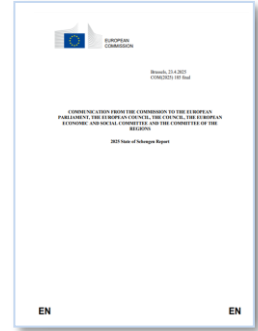 EUROPEAN
COMMISSION
Brussels, 23.4.2025
COM(2025) 185 final
COMMUNICATION FROM THE COMMISSION TO THE EUROPEAN
PARLIAMENT, THE EUROPEAN COUNCIL, THE COUNCIL, THE EUROPEAN
ECONOMIC AND SOCIAL COMMITTEE AND THE COMMITTEE OF THE
REGIONS
2025 State of Schengen Report
EN EN